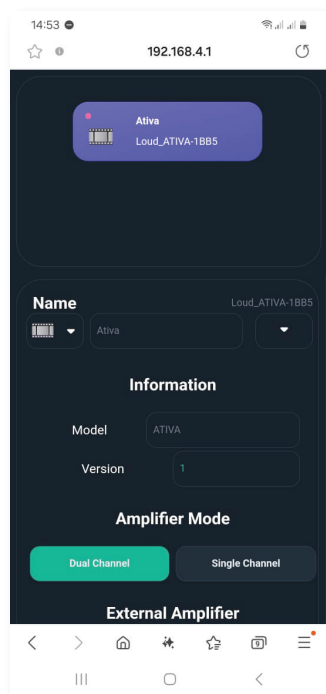 14:53
192.168.4.1
Ativa
Loud_ATIVA-1BB5
Name
Loud_ATIVA-1BB5
Ativa
Information
Model ATIVA
Version 1
Amplifier Mode
Dual Channel Single Channel
External Amplifier
9